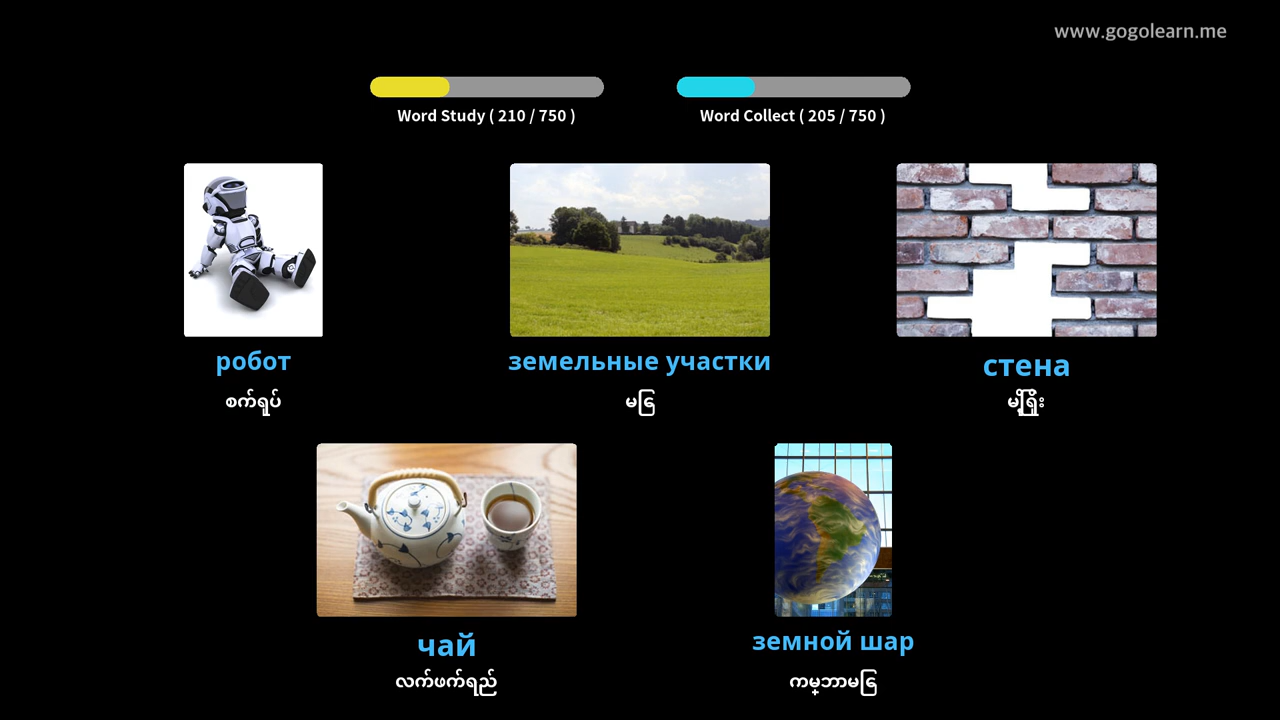 www.gogolearn.me
Word Study ( 210 / 750 )
Word Collect ( 205 / 750 )
робот
земельные участки
стена
စက်ရုပ်
မြေ
မြို့ရိုး
чай
земной шар
လက်ဖက်ရည်
ကမ္ဘာမြေ